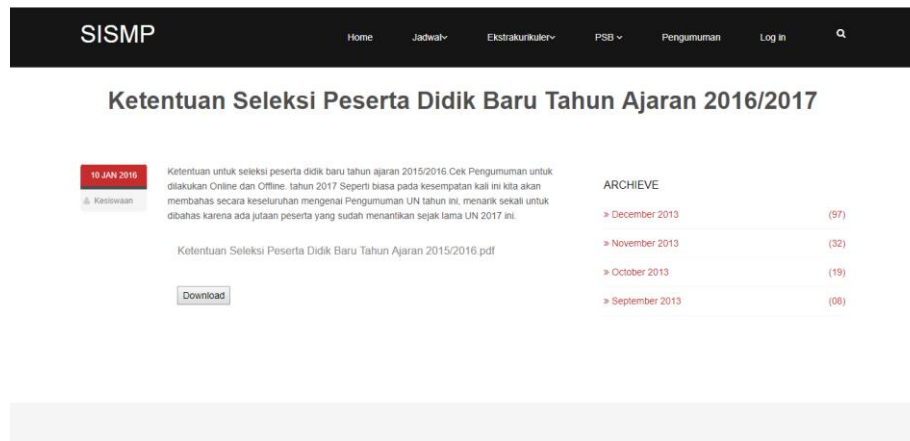 SISMP Home Jadwal Ekstrakurikuler PSB Pengumuman Log in
Ketentuan Seleksi Peserta Didik Baru Tahun Ajaran 2016/2017
10 JAN 2016
Kesiswaan
Ketentuan untuk seleksi peserta didik baru tahun ajaran 2015/2016.Cek Pengumuman untuk
dilakukan Online dan Offline. tahun 2017 Seperti biasa pada kesempatan kali ini kita akan
membahas secara keseluruhan mengenai Pengumuman UN tahun ini, menarik sekali untuk
dibahas karena ada jutaan peserta yang sudah menantikan sejak lama UN 2017 ini.
Ketentuan Seleksi Peserta Didik Baru Tahun Ajaran 2015/2016.pdf
Download
ARCHIEVE
» December 2013 (97)
» November 2013 (32)
» October 2013 (19)
» September 2013 (08)